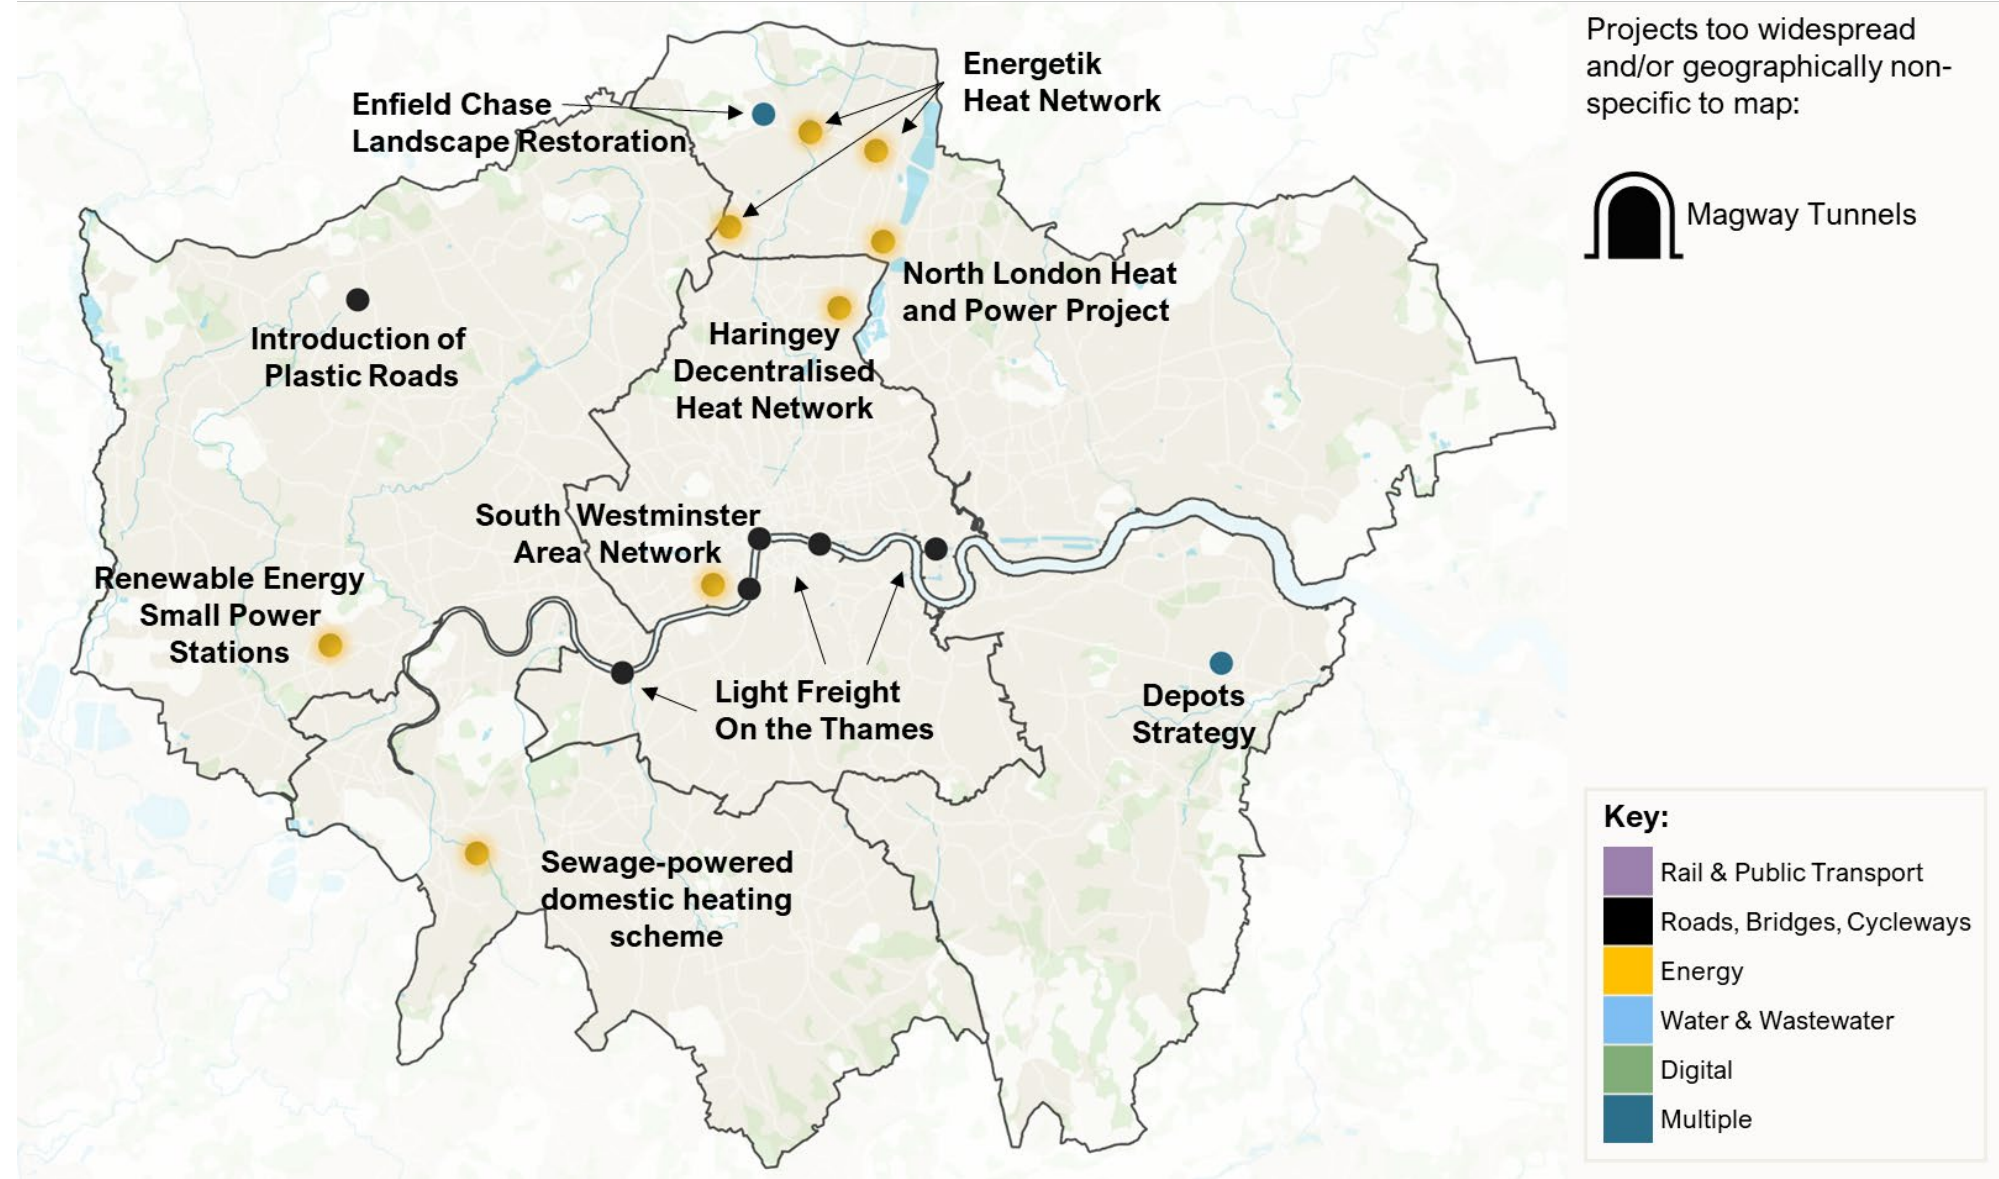 Energetik
Heat Network
Enfield Chase
Landscape Restoration
North London Heat
and Power Project
Introduction of
Plastic Roads
Haringey
Decentralised
Heat Network
South Westminster
Area Network
Renewable Energy
Small Power
Stations
Light Freight
On the Thames
Depots
Strategy
Sewage-powered
domestic heating
scheme
Projects too widespread
and/or geographically non-
specific to map:
Magway Tunnels
Key:
Rail & Public Transport
Roads, Bridges, Cycleways
Energy
Water & Wastewater
Digital
Multiple